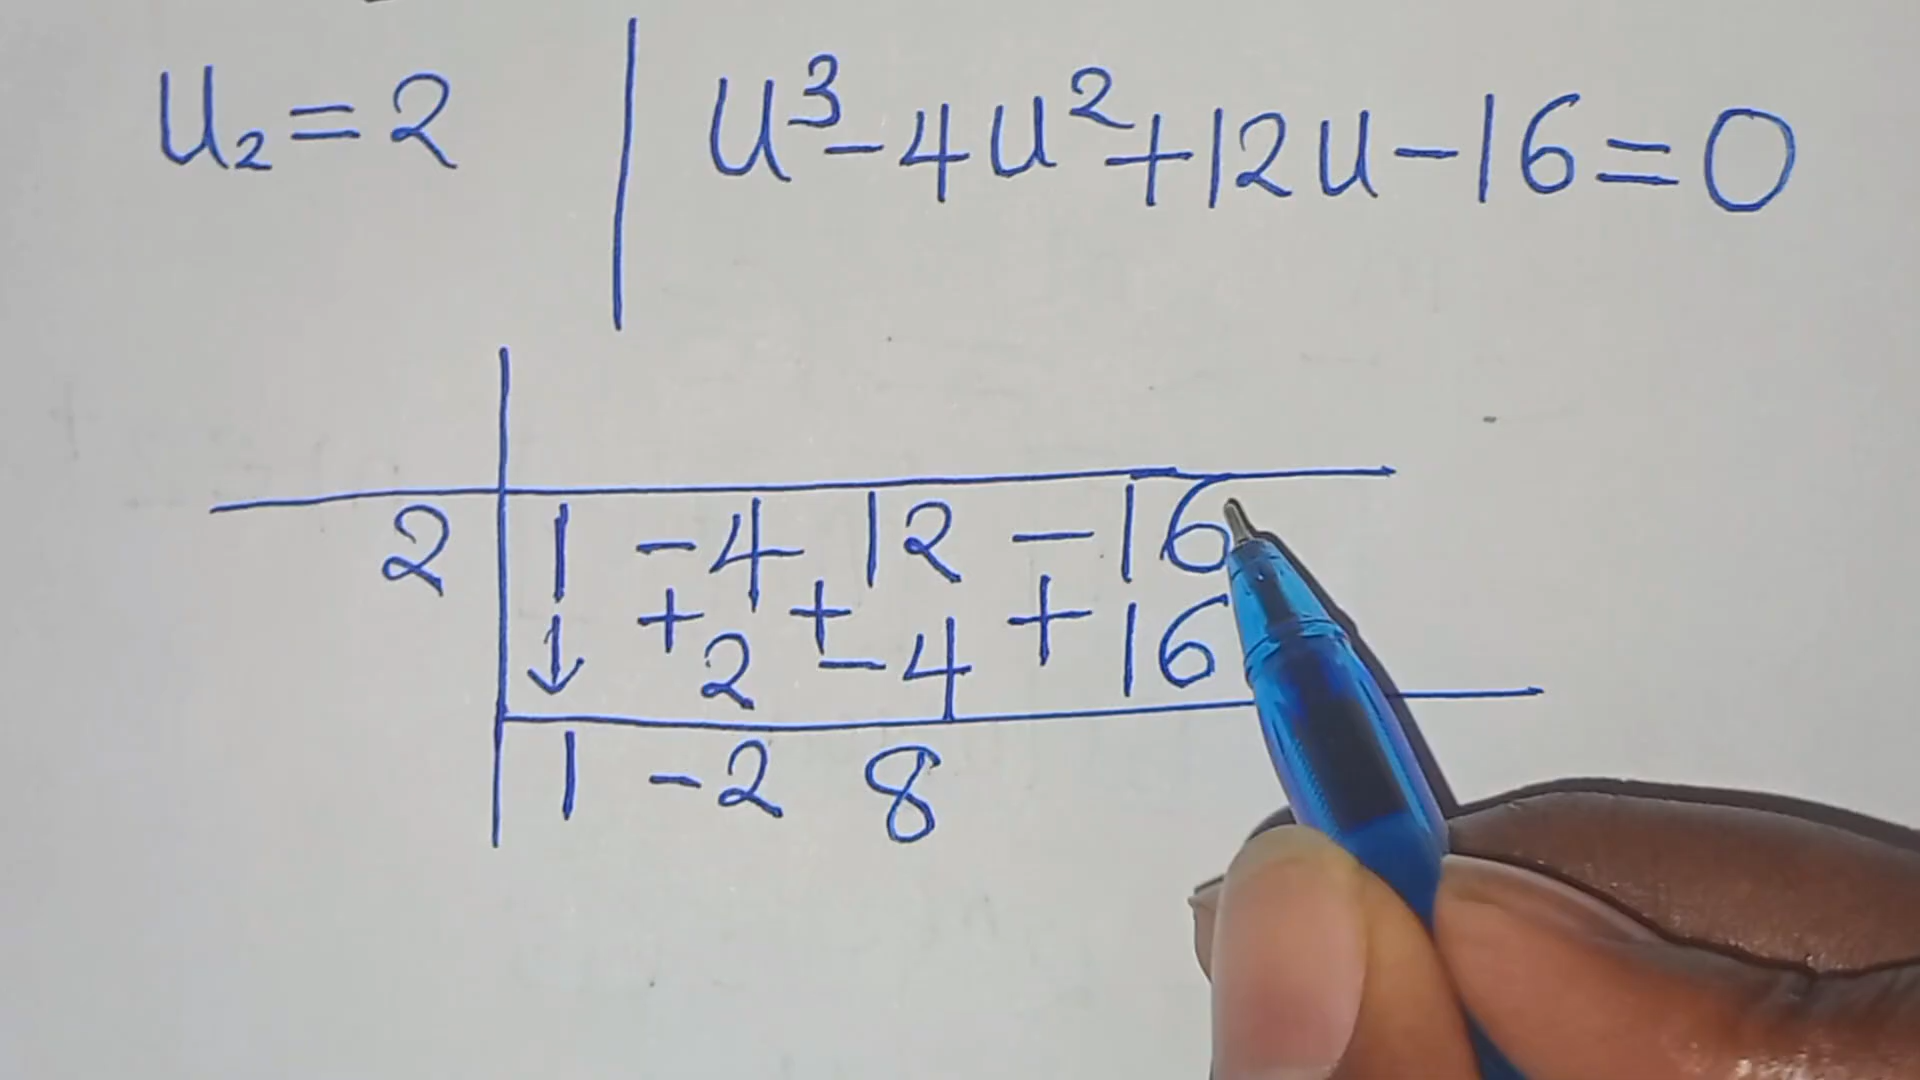 U₂=2 | U³-4U²+12U-16=0
2 | 1 -4 12 -16
↓ +2 +-4 +16
1 -2 8